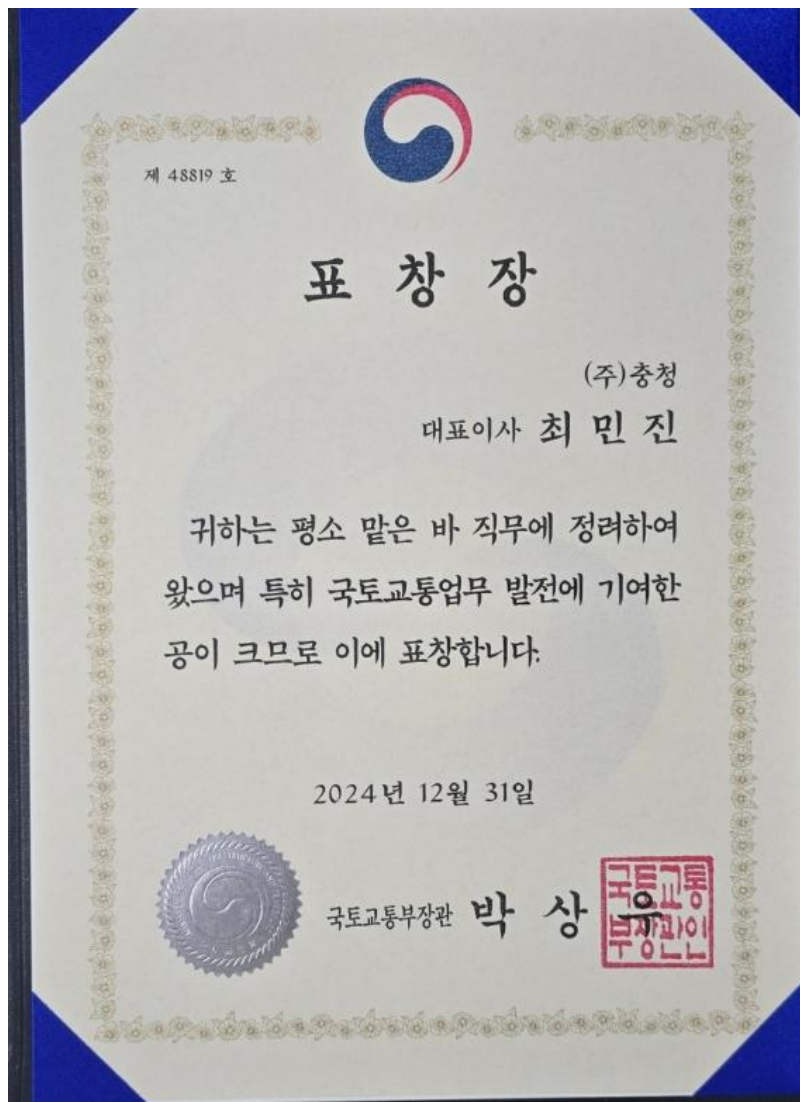 제 48819 호
표 창 장
(주)충청
대표이사 최 민 진
귀하는 평소 맡은 바 직무에 정려하여
왔으며 특히 국토교통업무 발전에 기여한
공이 크므로 이에 표창합니다.
2024년 12월 31일
국토교통부장관 박 상 우
국토교통
부장관인